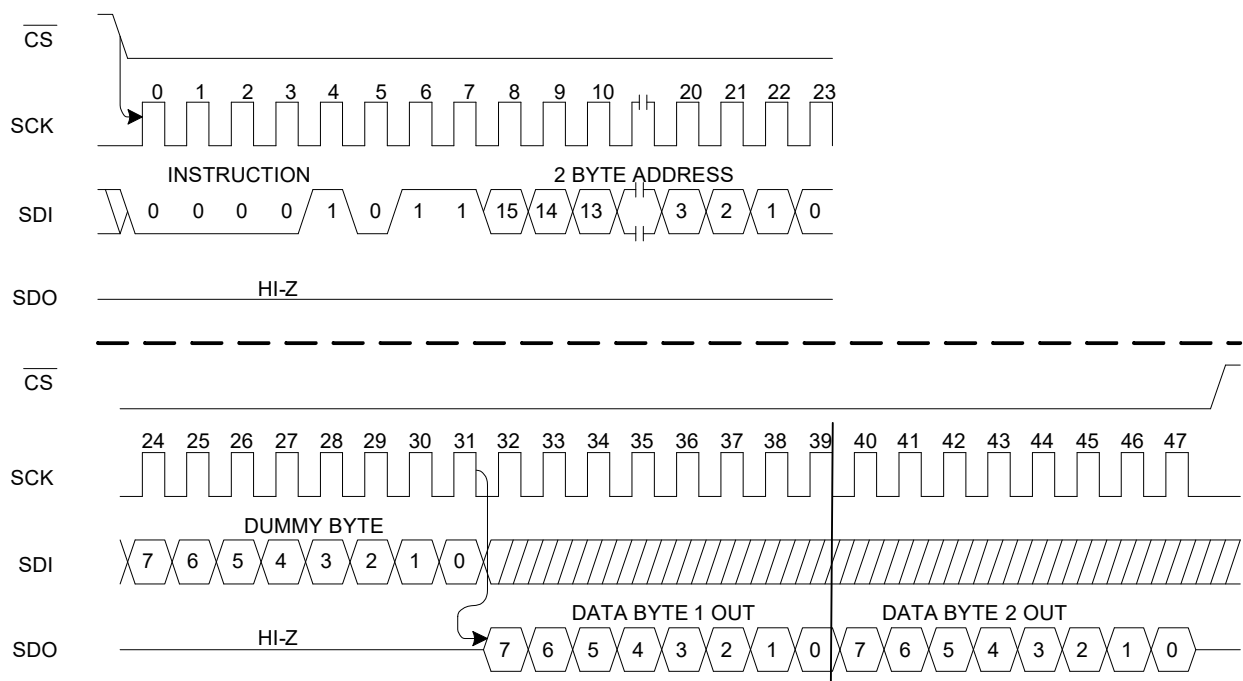 CS
0 1 2 3 4 5 6 7 8 9 10 20 21 22 23
SCK
INSTRUCTION 2 BYTE ADDRESS
SDI 0 0 0 0 1 0 1 1 15 14 13 3 2 1 0
HI-Z
SDO
CS
24 25 26 27 28 29 30 31 32 33 34 35 36 37 38 39 40 41 42 43 44 45 46 47
SCK
DUMMY BYTE
SDI 7 6 5 4 3 2 1 0
DATA BYTE 1 OUT DATA BYTE 2 OUT
HI-Z
SDO 7 6 5 4 3 2 1 0 7 6 5 4 3 2 1 0